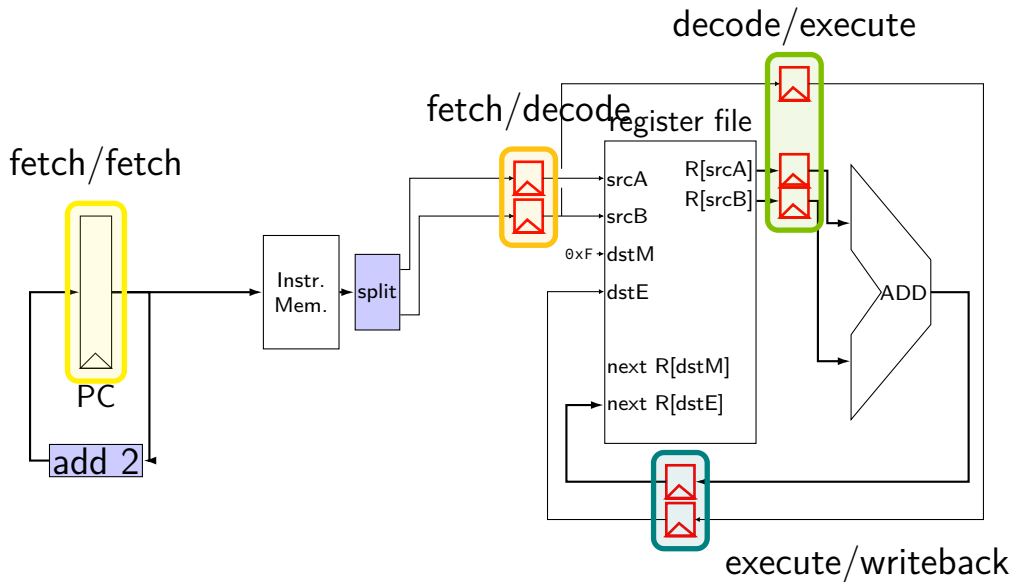 decode/execute
fetch/decode
register file
fetch/fetch
srcA
R[srcA]
R[srcB]
srcB
0xF
dstM
Instr.
Mem.
split
dstE
ADD
next R[dstM]
PC
next R[dstE]
add 2
execute/writeback